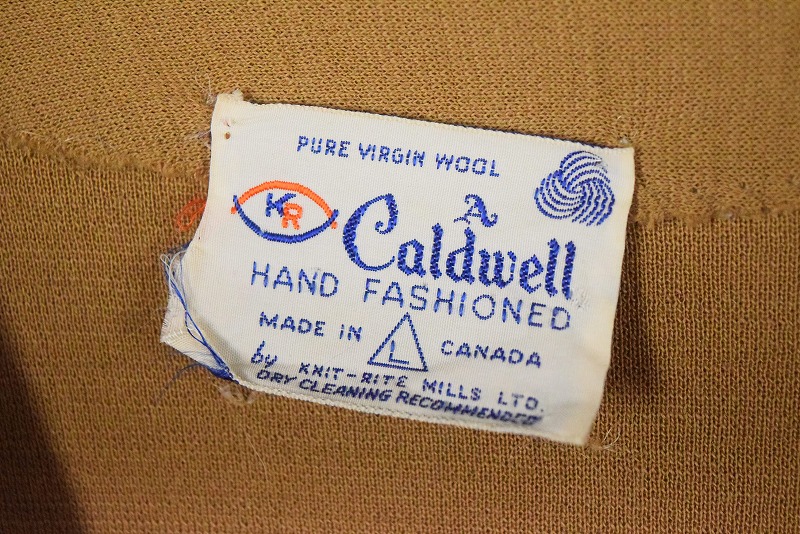 PURE VIRGIN WOOL
KR
A
Caldwell
HAND FASHIONED
MADE IN L CANADA
by KNIT-RITE MILLS LTD.
DRY CLEANING RECOMMENDED